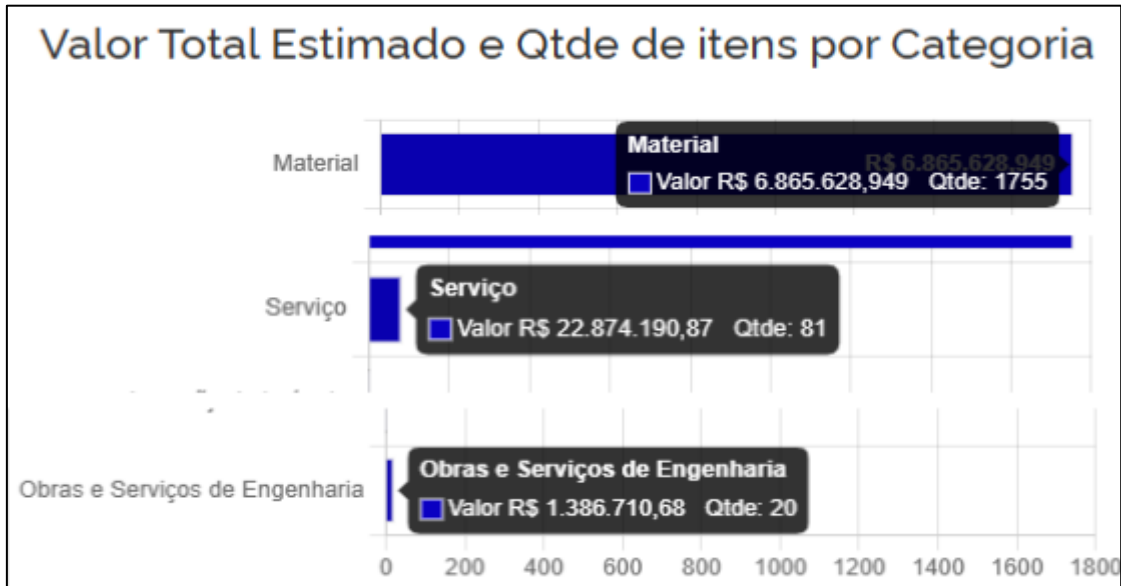 Valor Total Estimado e Qtde de itens por Categoria
Material
Material
R$ 6.865.628,949
Valor R$ 6.865.628,949 Qtde: 1755
Serviço
Serviço
Valor R$ 22.874.190,87 Qtde: 81
Obras e Serviços de Engenharia
Obras e Serviços de Engenharia
Valor R$ 1.386.710,68 Qtde: 20
0 200 400 600 800 1000 1200 1400 1600 1800